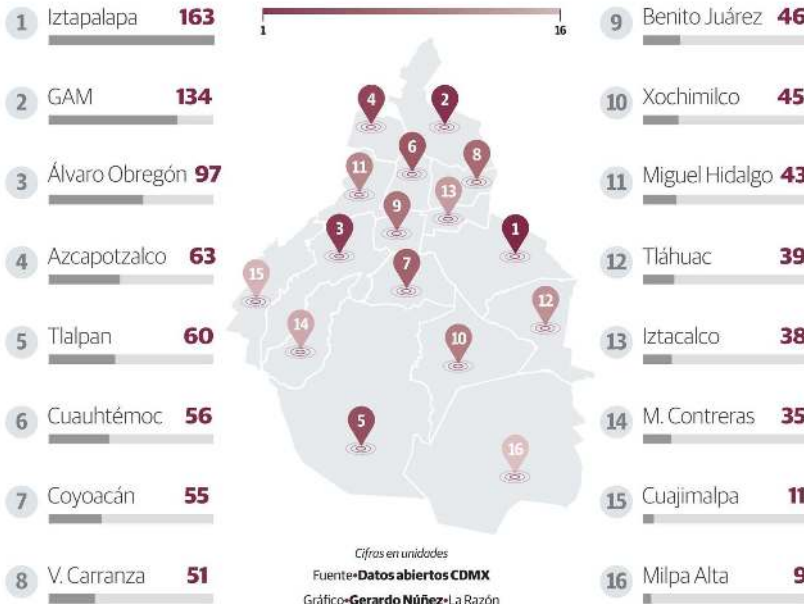 1 Iztapalapa 163
2 GAM 134
3 Álvaro Obregón 97
4 Azcapotzalco 63
5 Tlalpan 60
6 Cuauhtémoc 56
7 Coyoacán 55
8 V. Carranza 51
1 16
4 2
6
11 8
13
9
3 1
7
15
12
14
10
5
16
Cifras en unidades
Fuente•Datos abiertos CDMX
Gráfico•Gerardo Núñez•La Razón
9 Benito Juárez 46
10 Xochimilco 45
11 Miguel Hidalgo 43
12 Tláhuac 39
13 Iztacalco 38
14 M. Contreras 35
15 Cuajimalpa 11
16 Milpa Alta 9